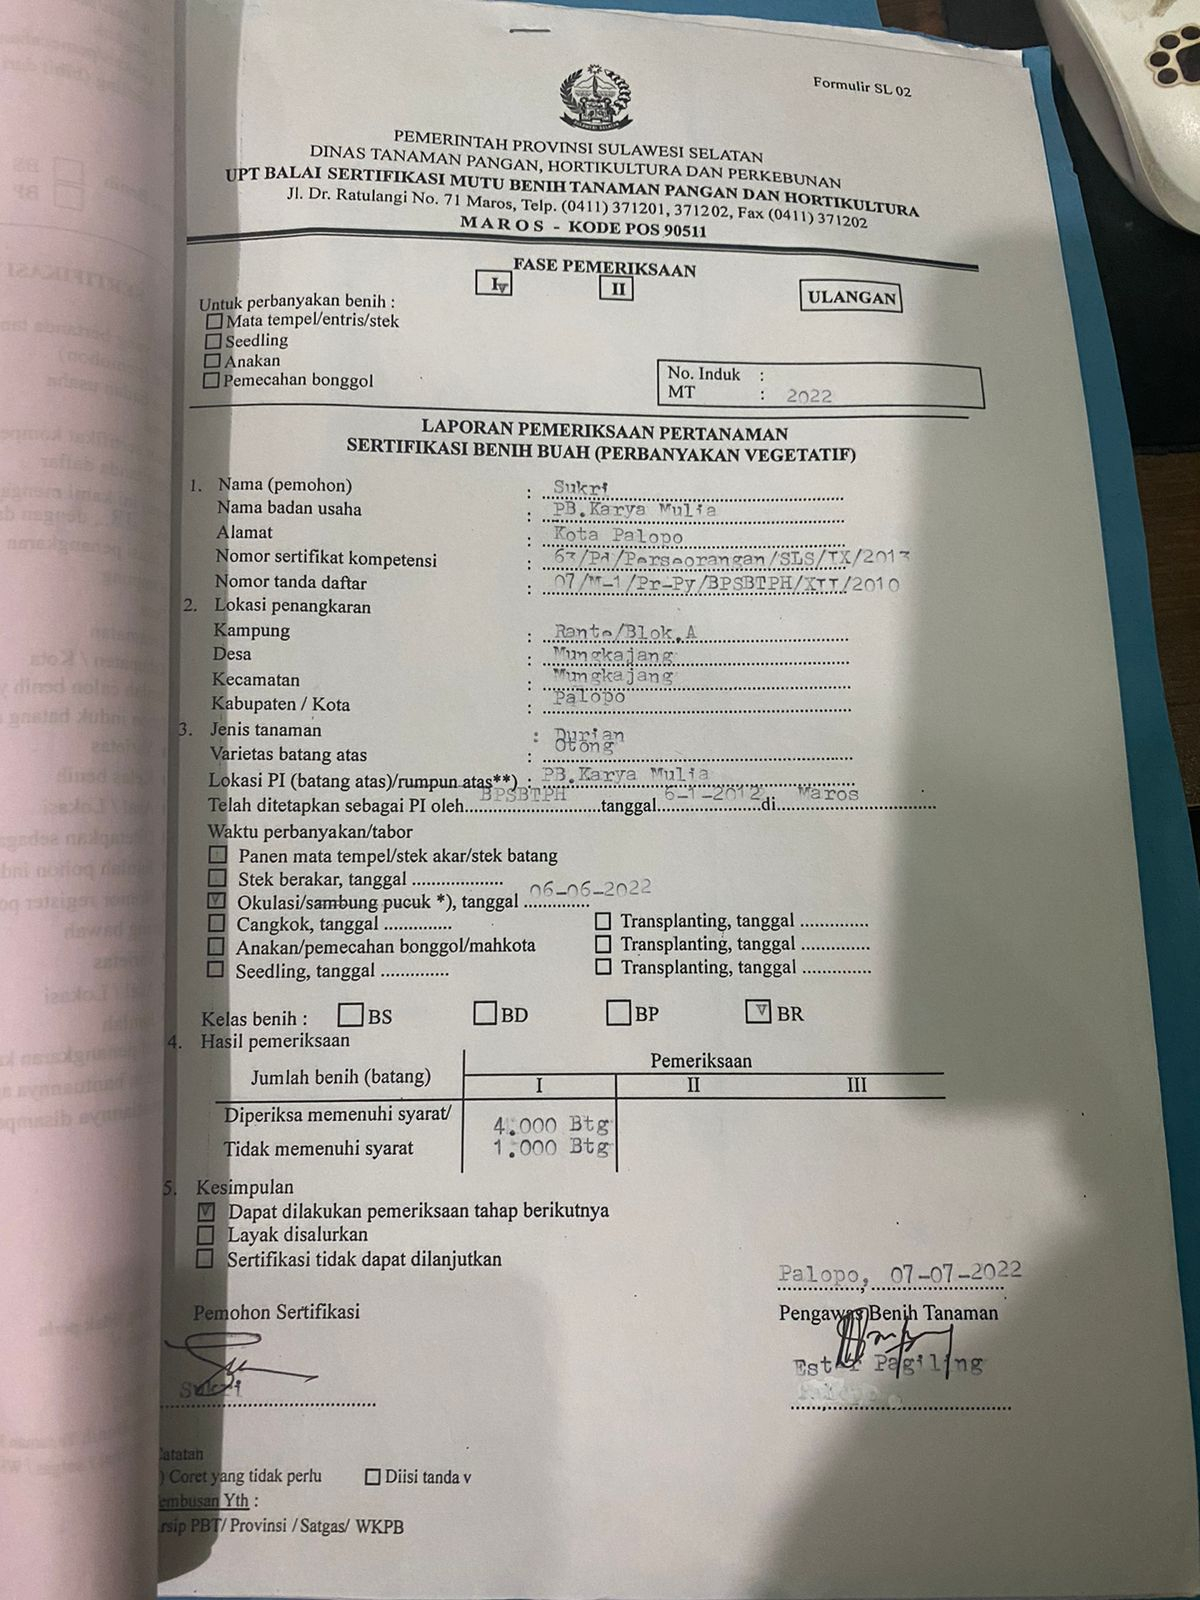 Formulir SL 02
PEMERINTAH PROVINSI SULAWESI SELATAN
DINAS TANAMAN PANGAN, HORTIKULTURA DAN PERKEBUNAN
UPT BALAI SERTIFIKASI MUTU BENIH TANAMAN PANGAN DAN HORTIKULTURA
Jl. Dr. Ratulangi No. 71 Maros, Telp. (0411) 371201, 371202, Fax (0411) 371202
MAROS - KODE POS 90511
FASE PEMERIKSAAN
I V II ULANGAN
Untuk perbanyakan benih :
Mata tempel/entris/stek
Seedling
Anakan
Pemecahan bonggol
No. Induk :
MT : 2022
LAPORAN PEMERIKSAAN PERTANAMAN
SERTIFIKASI BENIH BUAH (PERBANYAKAN VEGETATIF)
1. Nama (pemohon) : Sukri
Nama badan usaha : PB.Karya Mulia
Alamat : Kota Palopo
Nomor sertifikat kompetensi : 63/Pd/Perseorangan/SLS/IX/2013
Nomor tanda daftar : 07/M-1/Pr-Py/BPSBTPH/XII/2010
2. Lokasi penangkaran
Kampung : Rante/Blok.A
Desa : Mungkajang
Kecamatan : Mungkajang
Kabupaten / Kota : Palopo
3. Jenis tanaman : Durian
Varietas batang atas : Otong
Lokasi PI (batang atas)/rumpun atas**) : PB.Karya Mulia
Telah ditetapkan sebagai PI oleh BPSBTPH tanggal 6-1-2012 di Maros
Waktu perbanyakan/tabor
Panen mata tempel/stek akar/stek batang
Stek berakar, tanggal ...................
V Okulasi/sambung pucuk *), tanggal 06-06-2022
Cangkok, tanggal .............. Transplanting, tanggal ..............
Anakan/pemecahan bonggol/mahkota Transplanting, tanggal ..............
Seedling, tanggal .............. Transplanting, tanggal ..............
Kelas benih : BS BD BP V BR
4. Hasil pemeriksaan
Jumlah benih (batang) Pemeriksaan
I II III
Diperiksa memenuhi syarat/ 4.000 Btg
Tidak memenuhi syarat 1.000 Btg
5. Kesimpulan
V Dapat dilakukan pemeriksaan tahap berikutnya
Layak disalurkan
Sertifikasi tidak dapat dilanjutkan
Palopo, 07-07-2022
Pemohon Sertifikasi Pengawas Benih Tanaman
Sukri Ester Pagiling
Catatan
) Coret yang tidak perlu Diisi tanda v
embusan Yth :
rsip PBT/ Provinsi / Satgas/ WKPB